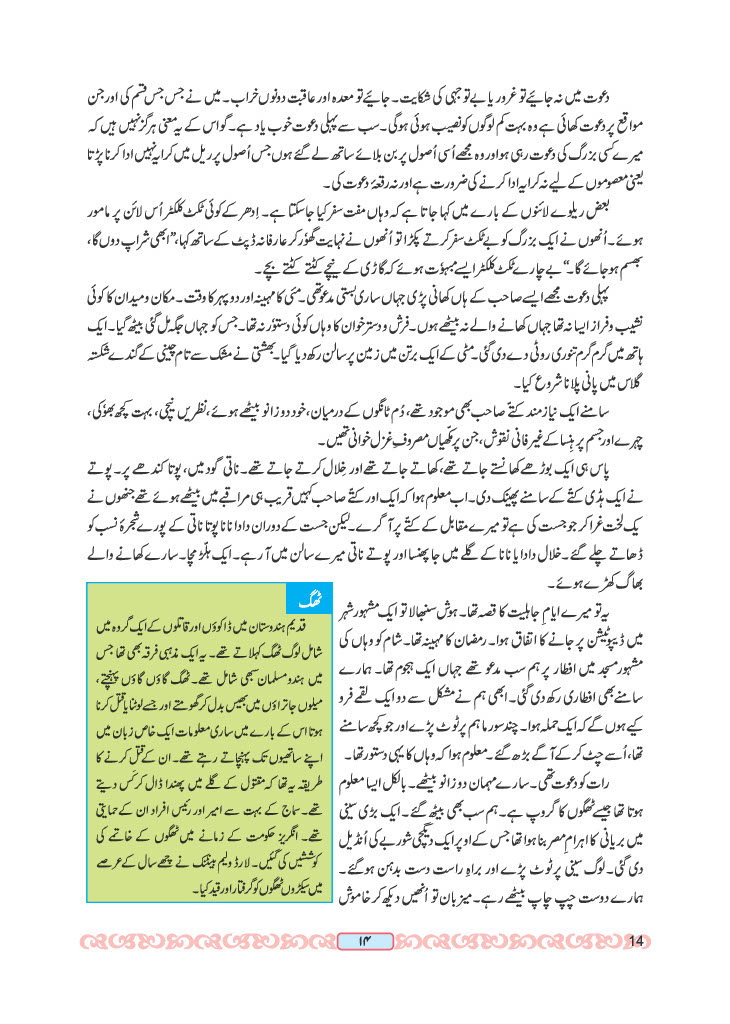 دعوت میں نہ جائیے تو غرور یا بے توجہی کی شکایت۔ جائیے تو معدہ اور عاقبت دونوں خراب۔ میں نے جس جس قسم کی اور جن
مواقع پر دعوت کھائی ہے وہ بہت کم لوگوں کو نصیب ہوئی ہوگی۔ سب سے پہلی دعوت خوب یاد ہے۔ گو اس کے یہ معنی ہرگز نہیں ہیں کہ
میرے کسی بزرگ کی دعوت رہی ہو اور وہ مجھے اُسی اُصول پر بن بلائے ساتھ لے گئے ہوں جس اُصول پر ریل میں کرایہ نہیں ادا کرنا پڑتا
یعنی معصوموں کے لیے نہ کرایہ ادا کرنے کی ضرورت ہے اور نہ رقعۂ دعوت کی۔
بعض ریلوے لائنوں کے بارے میں کہا جاتا ہے کہ وہاں مفت سفر کیا جاسکتا ہے۔ اِدھر کے کوئی ٹکٹ کلکٹر اُس لائن پر مامور
ہوئے۔ اُنھوں نے ایک بزرگ کو بے ٹکٹ سفر کرتے پکڑا تو اُنھوں نے نہایت گھؤر کر عارفانہ ڈپٹ کے ساتھ کہا، ’’ابھی شراپ دوں گا،
بھسم ہو جائے گا۔‘‘ بے چارے ٹکٹ کلکٹر ایسے مبہوٗت ہوئے کہ گاڑی کے نیچے کٹتے کٹتے بچے۔
پہلی دعوت مجھے ایسے صاحب کے ہاں کھانی پڑی جہاں ساری بستی مدعو تھی۔ مئی کا مہینہ اور دوپہر کا وقت۔ مکان و میدان کا کوئی
نشیب و فراز ایسا نہ تھا جہاں کھانے والے نہ بیٹھے ہوں۔ فرش و دسترخوان کا وہاں کوئی دستوٗر نہ تھا۔ جس کو جہاں جگہ مل گئی بیٹھ گیا۔ ایک
ہاتھ میں گرم گرم تنوری روٹی دے دی گئی۔ مٹی کے ایک برتن میں زمین پر سالن رکھ دیا گیا۔ بھشتی نے مشک سے تام چینی کے گندے شکستہ
گلاس میں پانی پلانا شروع کیا۔
سامنے ایک نیاز مند کتّے صاحب بھی موجود تھے، دُم ٹانگوں کے درمیان، خود دوزانو بیٹھے ہوئے، نظریں نیچی، بہت کچھ بھوٗکی،
چہرے اور جسم پر ہنسا کے غیر فانی نقوش، جن پر مکھّیاں مصروفِ غزل خوانی تھیں۔
پاس ہی ایک بوڑھے کھانستے جاتے تھے، کھاتے جاتے تھے اور خِلال کرتے جاتے تھے۔ ناتی گود میں، پوتا کندھے پر۔ پوتے
نے ایک ہڈّی کتّے کے سامنے پھینک دی۔ اب معلوم ہوا کہ ایک اور کتّے صاحب کہیں قریب ہی مراقبے میں بیٹھے ہوئے تھے جنھوں نے
یک لخت غرّا کر جو جست کی ہے تو میرے مقابل کے کتّے پر آ گرے۔ لیکن جست کے دوران دادا نانا پوتا ناتی کے پورے شجرۂ نسب کو
ڈھاتے چلے گئے۔ خلال دادا یا نانا کے گلے میں جا پھنسا اور پوتے ناتی میرے سالن میں آ رہے۔ ایک ہلّڑ مچا۔ سارے کھانے والے
بھاگ کھڑے ہوئے۔
یہ تو میرے ایامِ جاہلیت کا قصہ تھا۔ ہوش سنبھالا تو ایک مشہور شہر
میں ڈیپوٹیشن پر جانے کا اتفاق ہوا۔ رمضان کا مہینہ تھا۔ شام کو وہاں کی
مشہور مسجد میں افطار پر ہم سب مدعو تھے جہاں ایک ہجوم تھا۔ ہمارے
سامنے بھی افطاری رکھ دی گئی۔ ابھی ہم نے مشکل سے دو ایک لقمے فرو
کیے ہوں گے کہ ایک حملہ ہوا۔ چند سورما ہم پر ٹوٹ پڑے اور جو کچھ سامنے
تھا، اُسے چٹ کر کے آگے بڑھ گئے۔ معلوم ہوا کہ وہاں کا یہی دستور تھا۔
رات کو دعوت تھی۔ سارے مہمان دوزانو بیٹھے۔ بالکل ایسا معلوم
ہوتا تھا جیسے ٹھگوں کا گروپ ہے۔ ہم سب بھی بیٹھ گئے۔ ایک بڑی سینی
میں بریانی کا اہرامِ مصر بنا ہوا تھا جس کے اوپر ایک دیگچی شوربے کی اُنڈیل
دی گئی۔ لوگ سینی پر ٹوٹ پڑے اور براہِ راست دست بدہن ہوگئے۔
ہمارے دوست چپ چاپ بیٹھے رہے۔ میزبان تو اُنھیں دیکھ کر خاموش
ٹھگ
قدیم ہندوستان میں ڈاکوؤں اور قاتلوں کے ایک گروہ میں
شامل لوگ ٹھگ کہلاتے تھے۔ یہ ایک مذہبی فرقہ بھی تھا جس
میں ہندو مسلمان سبھی شامل تھے۔ ٹھگ گاؤں گاؤں پہنچتے،
میلوں جاتراؤں میں بھیس بدل کر گھومتے اور جسے لوٹنا یا قتل کرنا
ہوتا اس کے بارے میں ساری معلومات ایک خاص زبان میں
اپنے ساتھیوں تک پہنچاتے رہتے تھے۔ ان کے قتل کرنے کا
طریقہ یہ تھا کہ مقتول کے گلے میں پھندا ڈال کر کَس دیتے
تھے۔ سماج کے بہت سے امیر اور رئیس افراد ان کے حمایتی
تھے۔ انگریز حکومت کے زمانے میں ٹھگوں کے خاتمے کی
کوششیں کی گئیں۔ لارڈ ولیم بینٹنک نے چھے سال کے عرصے
میں سیکڑوں ٹھگوں کو گرفتار اور قید کیا۔
۱۴
14